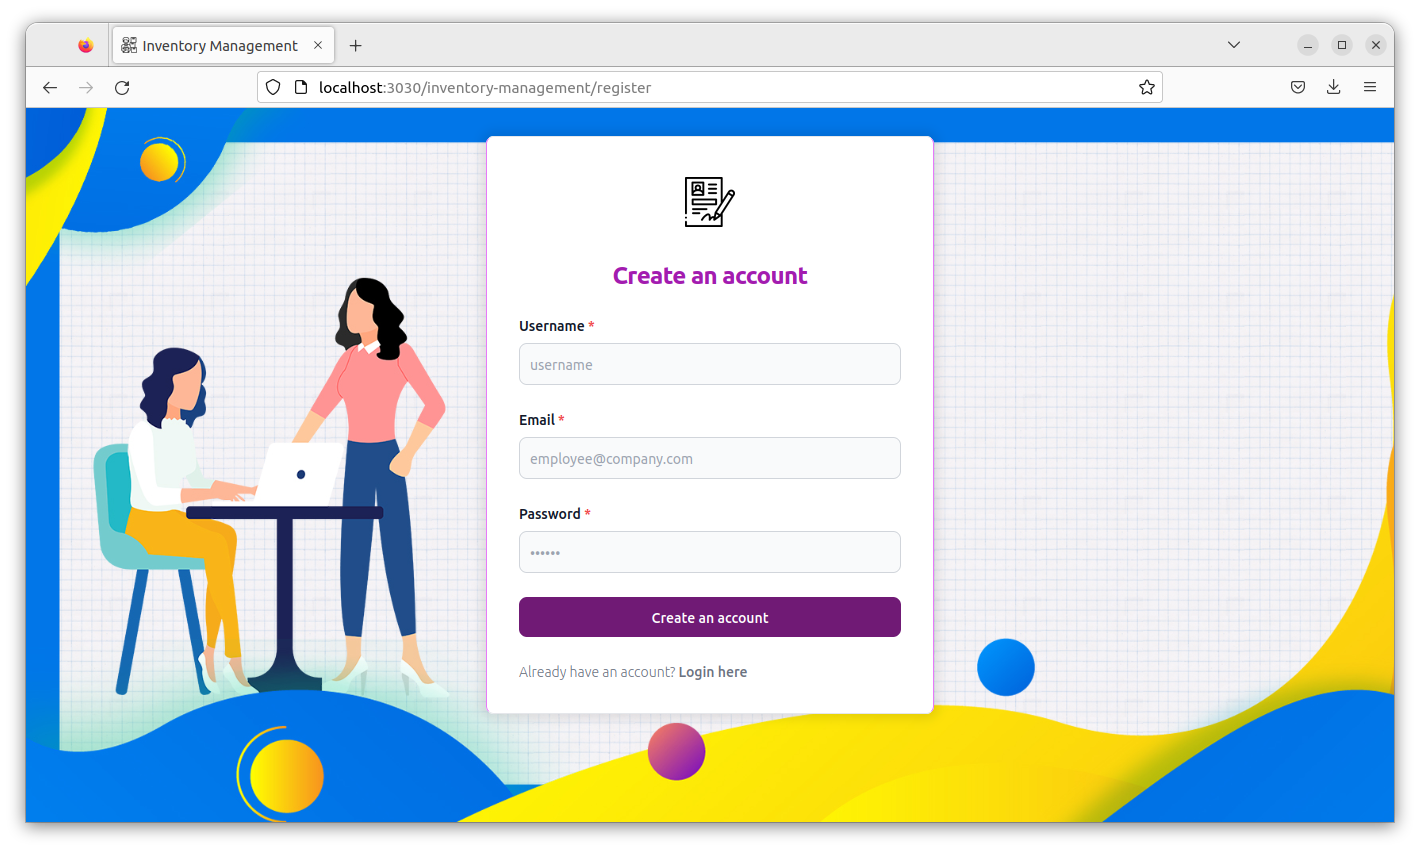 Inventory Management
localhost:3030/inventory-management/register
Create an account
Username *
username
Email *
employee@company.com
Password *
••••••
Create an account
Already have an account? Login here